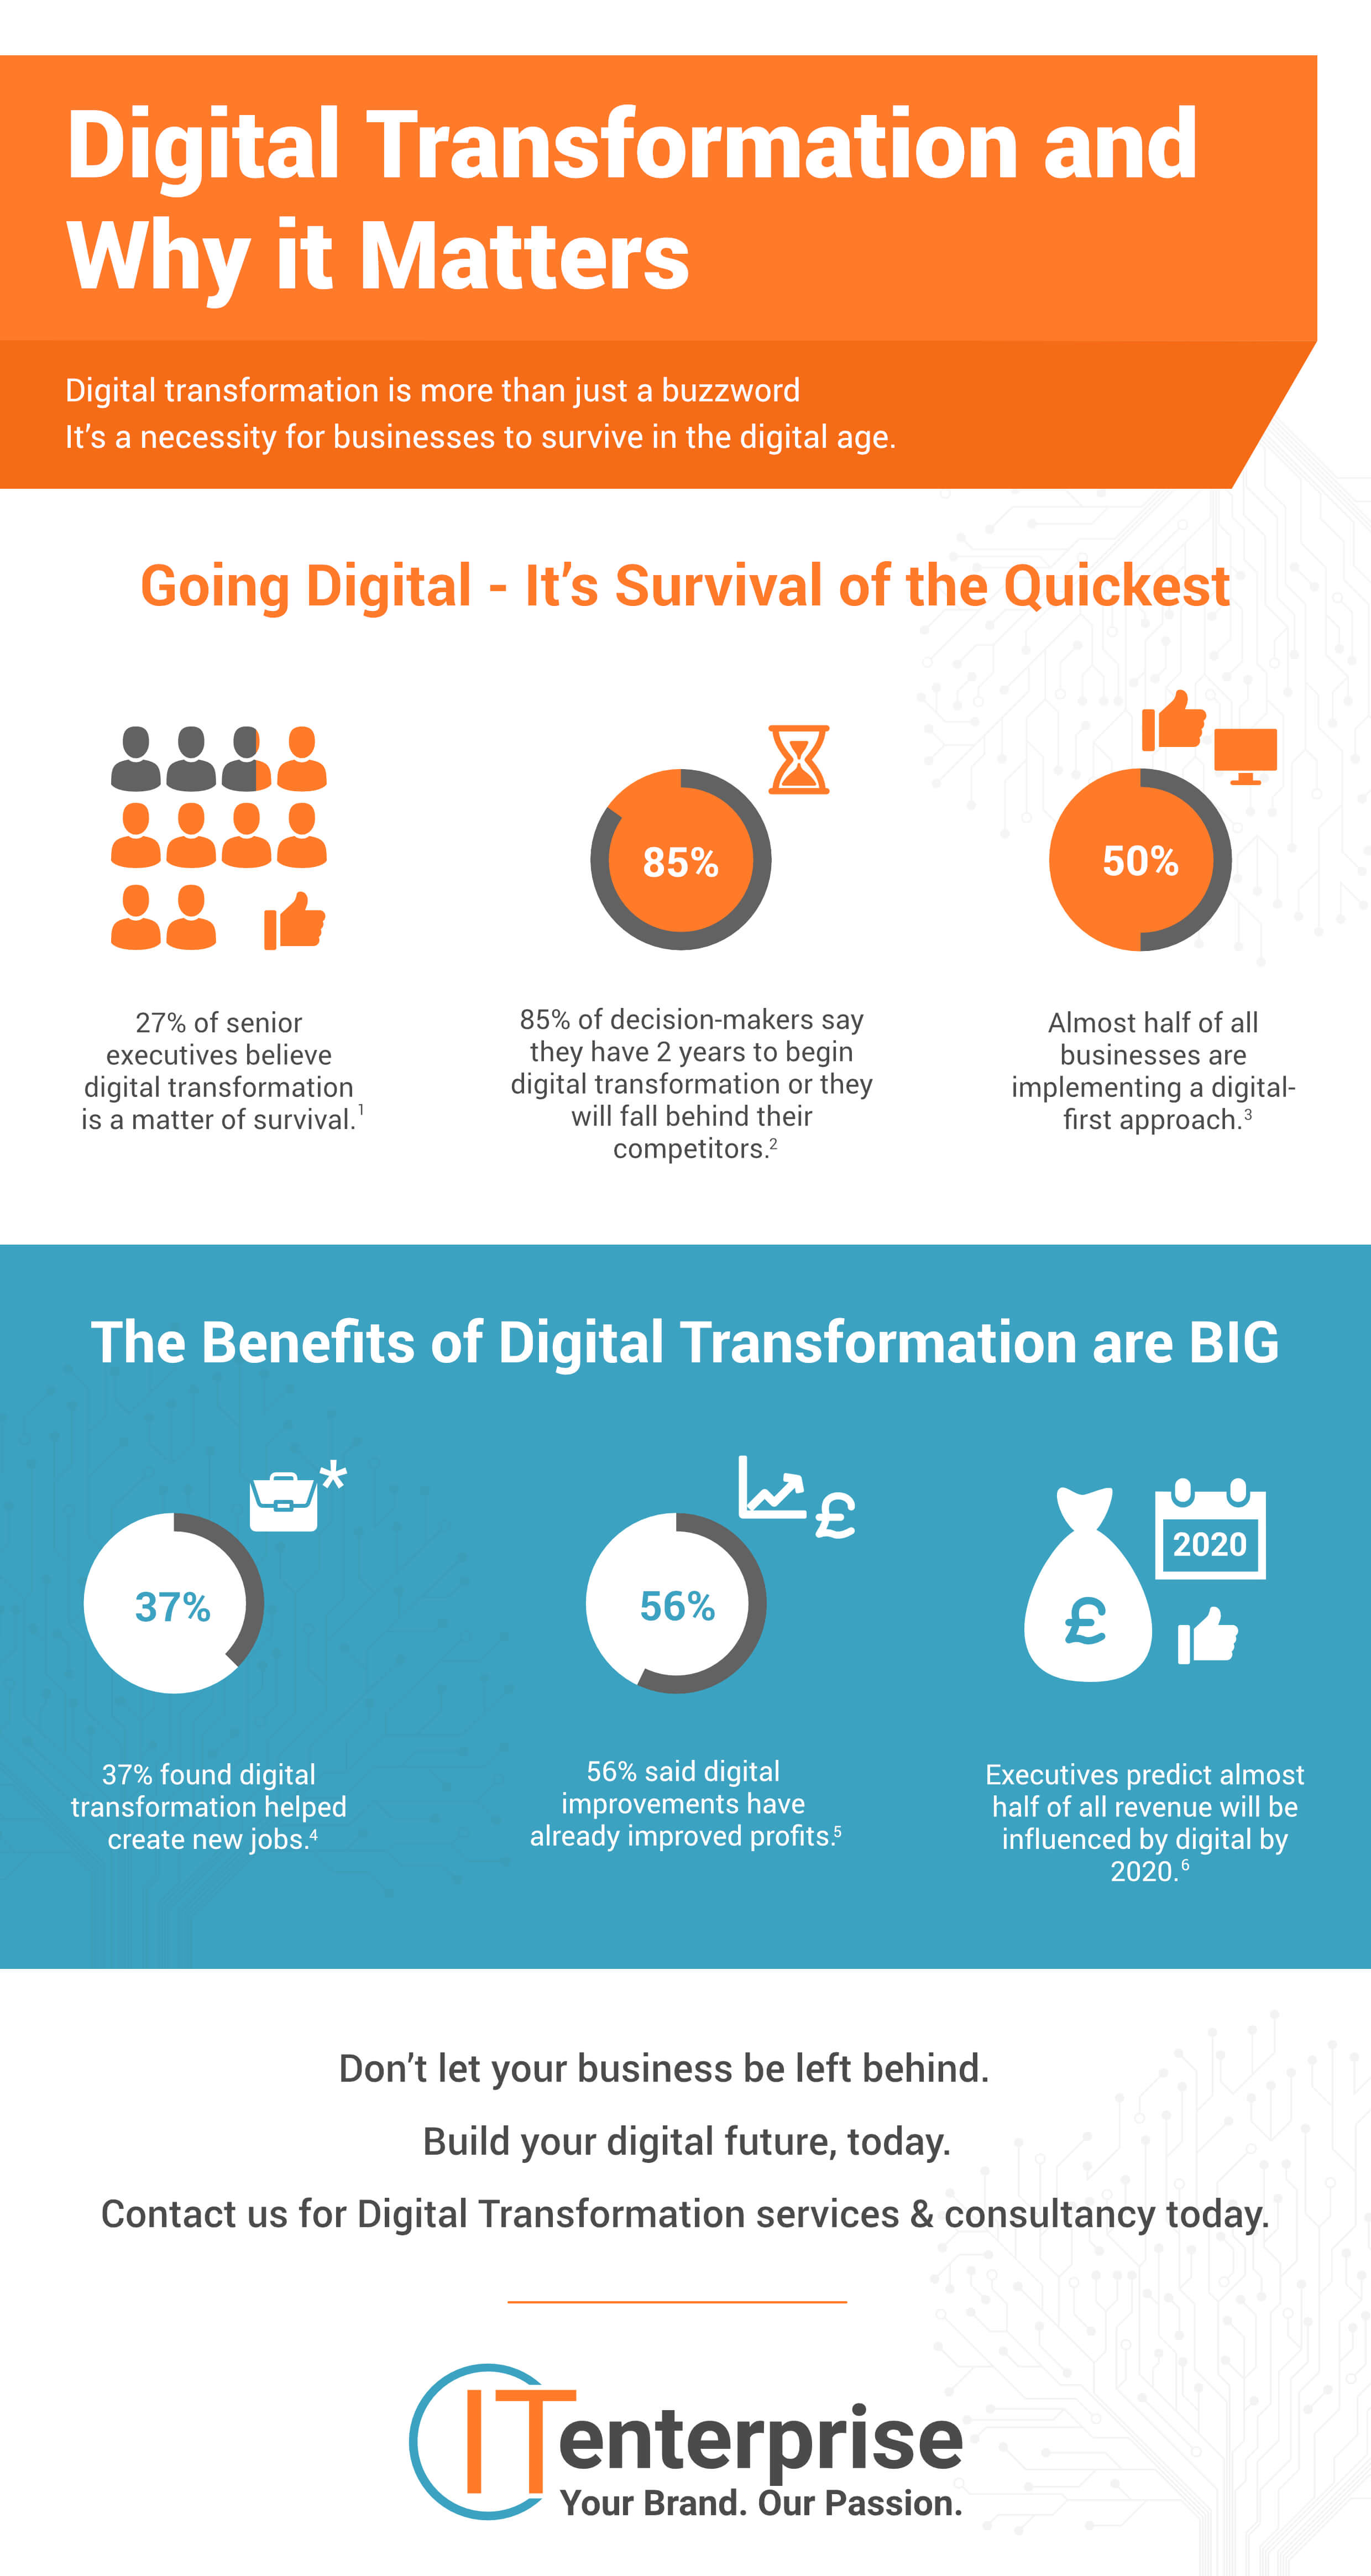 Digital Transformation and
Why it Matters
Digital transformation is more than just a buzzword
It’s a necessity for businesses to survive in the digital age.
Going Digital - It’s Survival of the Quickest
85%
50%
27% of senior
executives believe
digital transformation
is a matter of survival.¹
85% of decision-makers say
they have 2 years to begin
digital transformation or they
will fall behind their
competitors.²
Almost half of all
businesses are
implementing a digital-
first approach.³
The Benefits of Digital Transformation are BIG
*
£
2020
37%
56%
£
37% found digital
transformation helped
create new jobs.⁴
56% said digital
improvements have
already improved profits.⁵
Executives predict almost
half of all revenue will be
influenced by digital by
2020.⁶
Don’t let your business be left behind.
Build your digital future, today.
Contact us for Digital Transformation services & consultancy today.
ITenterprise
Your Brand. Our Passion.